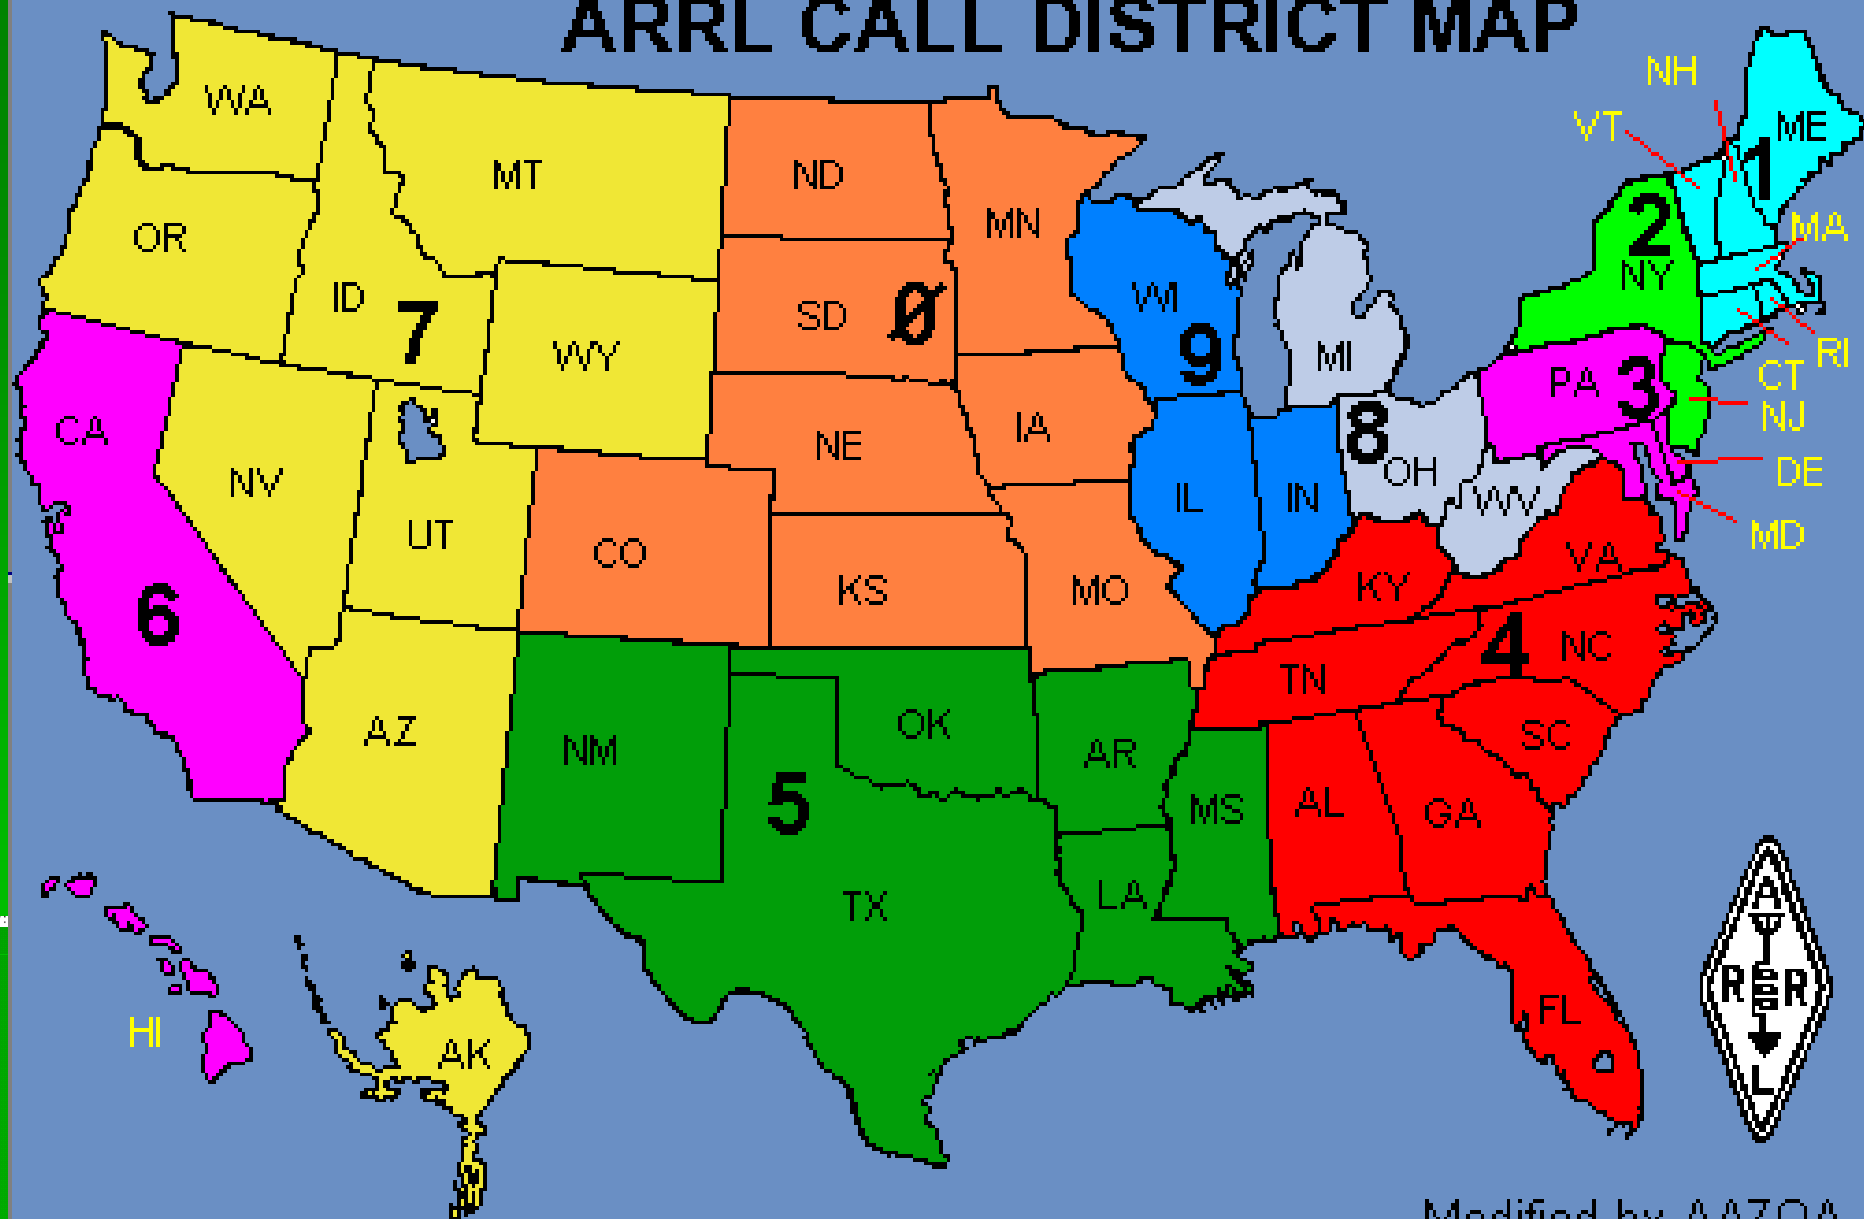 ARRL CALL DISTRICT MAP
NH
WA
VT
ME
1
MT
ND
2
MN
MA
OR
NY
ID
7
SD
Ø
WI
9
WY
MI
RI
PA
3
CT
NJ
CA
IA
NE
8
OH
DE
NV
IL
IN
WV
UT
MD
CO
VA
KS
MO
KY
6
4
NC
TN
AZ
OK
SC
NM
AR
5
MS
AL
GA
TX
LA
A
R R
L
FL
HI
AK
Modified by AA7OA